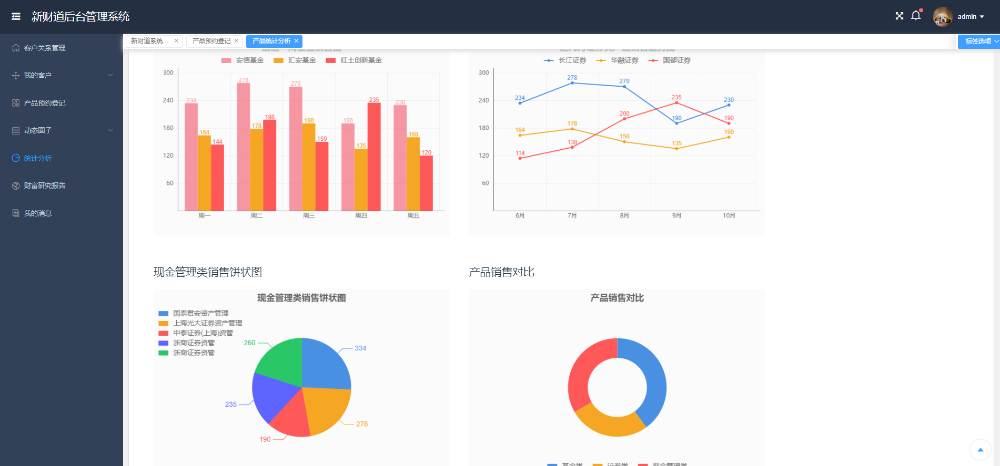 新财道后台管理系统
admin
客户关系管理
我的客户
产品预约登记
动态圈子
统计分析
财富研究报告
我的消息
新财道系统...
产品预约登记
产品统计分析
标签选项
安信基金 汇安基金 红土创新基金
300
240
180
120
60
234 164 144
278 178 198
270 190 150
190 135 235
230 160 120
周一 周二 周三 周四 周五
长江证券 华融证券 国都证券
300
240
180
120
60
234 278 270 190 230
164 178 150 135 160
114 138 200 235 190
6月 7月 8月 9月 10月
现金管理类销售饼状图
现金管理类销售饼状图
国泰君安资产管理
上海光大证券资产管理
中泰证券(上海)资管
浙商证券资管
浙商证券资管
260
334
235
278
190
产品销售对比
产品销售对比
基金类 证券类 现金管理类